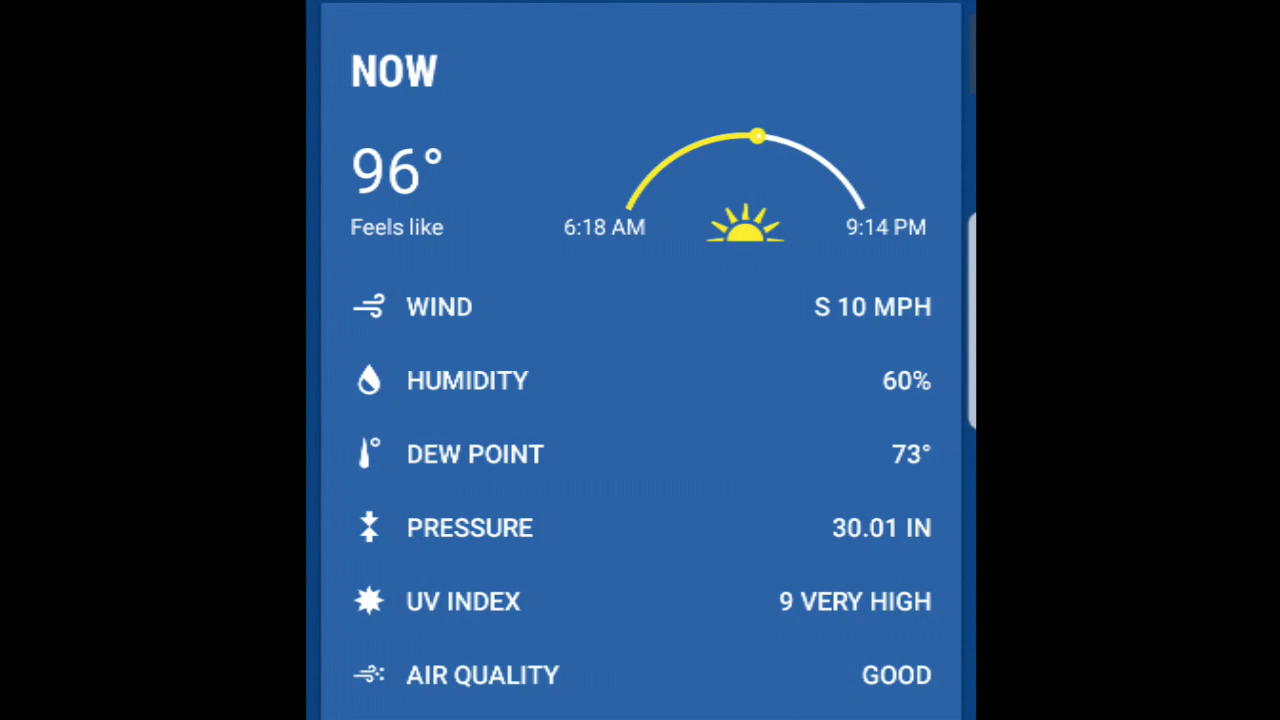 NOW
96°
Feels like
6:18 AM
9:14 PM
WIND S 10 MPH
HUMIDITY 60%
DEW POINT 73°
PRESSURE 30.01 IN
UV INDEX 9 VERY HIGH
AIR QUALITY GOOD